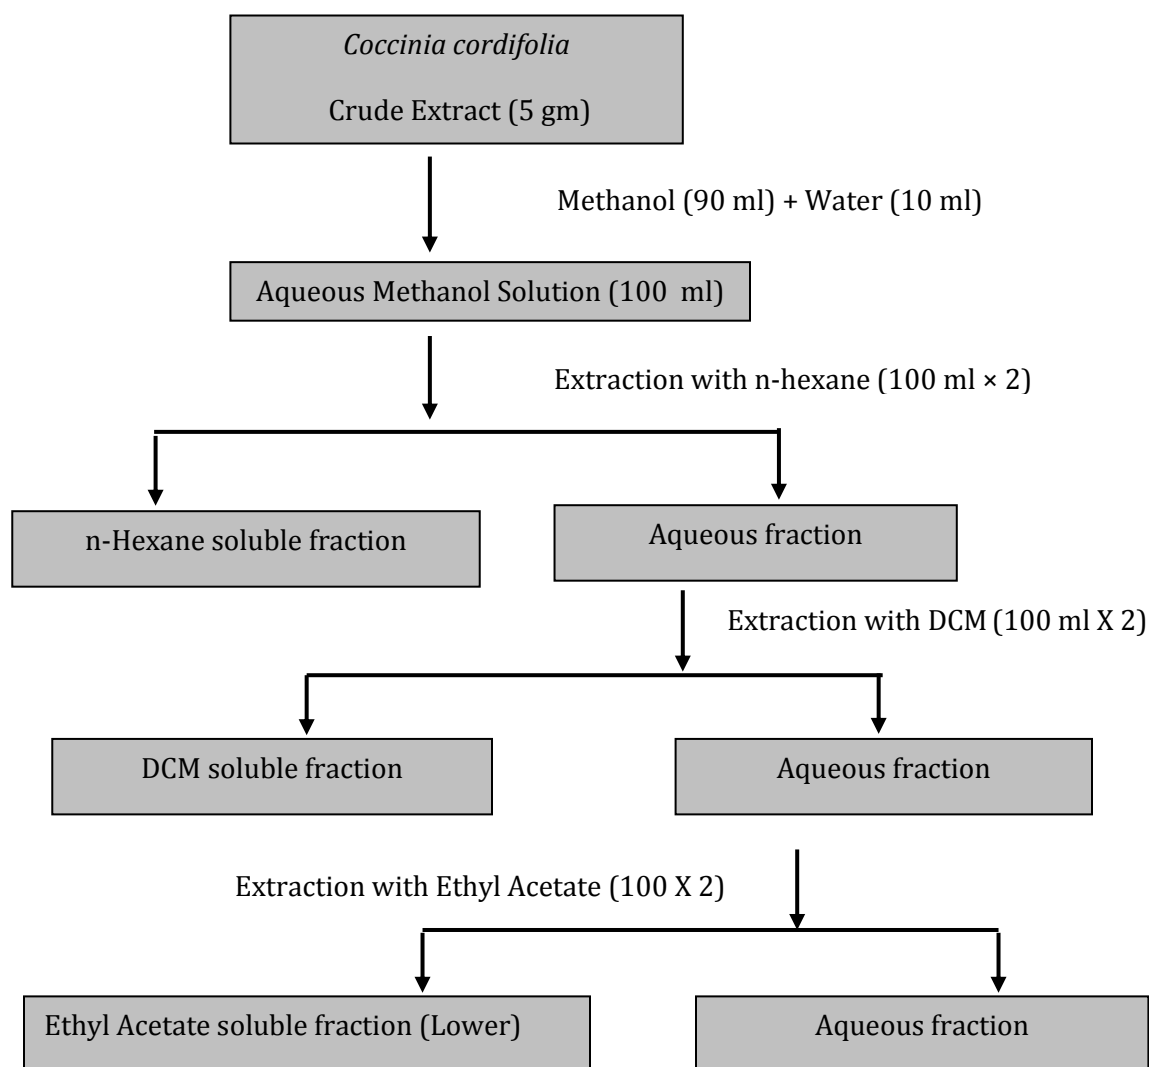 Coccinia cordifolia
Crude Extract (5 gm)
Methanol (90 ml) + Water (10 ml)
Aqueous Methanol Solution (100 ml)
Extraction with n-hexane (100 ml × 2)
n-Hexane soluble fraction
Aqueous fraction
Extraction with DCM (100 ml X 2)
DCM soluble fraction
Aqueous fraction
Extraction with Ethyl Acetate (100 X 2)
Ethyl Acetate soluble fraction (Lower)
Aqueous fraction